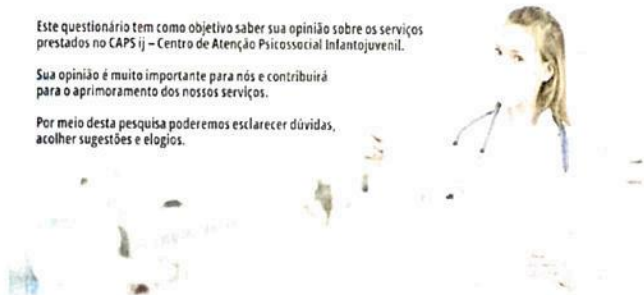 Este questionário tem como objetivo saber sua opinião sobre os serviços
prestados no CAPS ij – Centro de Atenção Psicossocial Infantojuvenil.
Sua opinião é muito importante para nós e contribuirá
para o aprimoramento dos nossos serviços.
Por meio desta pesquisa poderemos esclarecer dúvidas,
acolher sugestões e elogios.